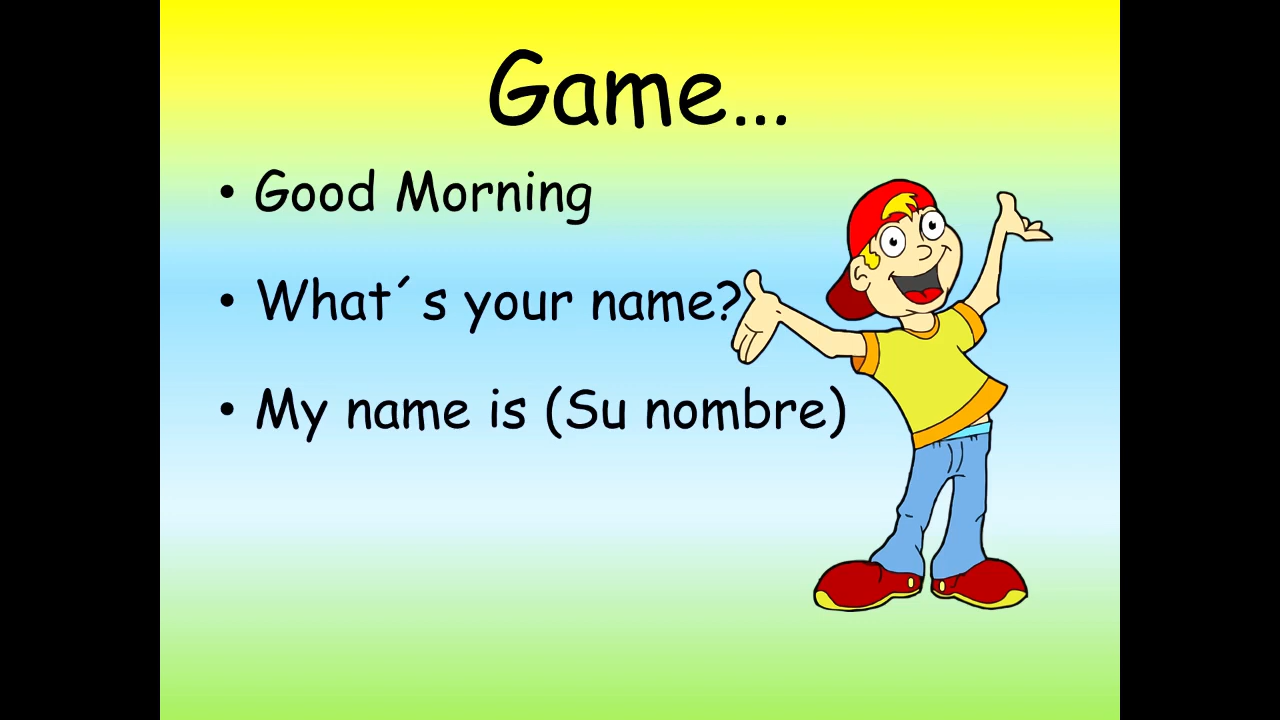 Game...
• Good Morning
• What´s your name?
• My name is (Su nombre)